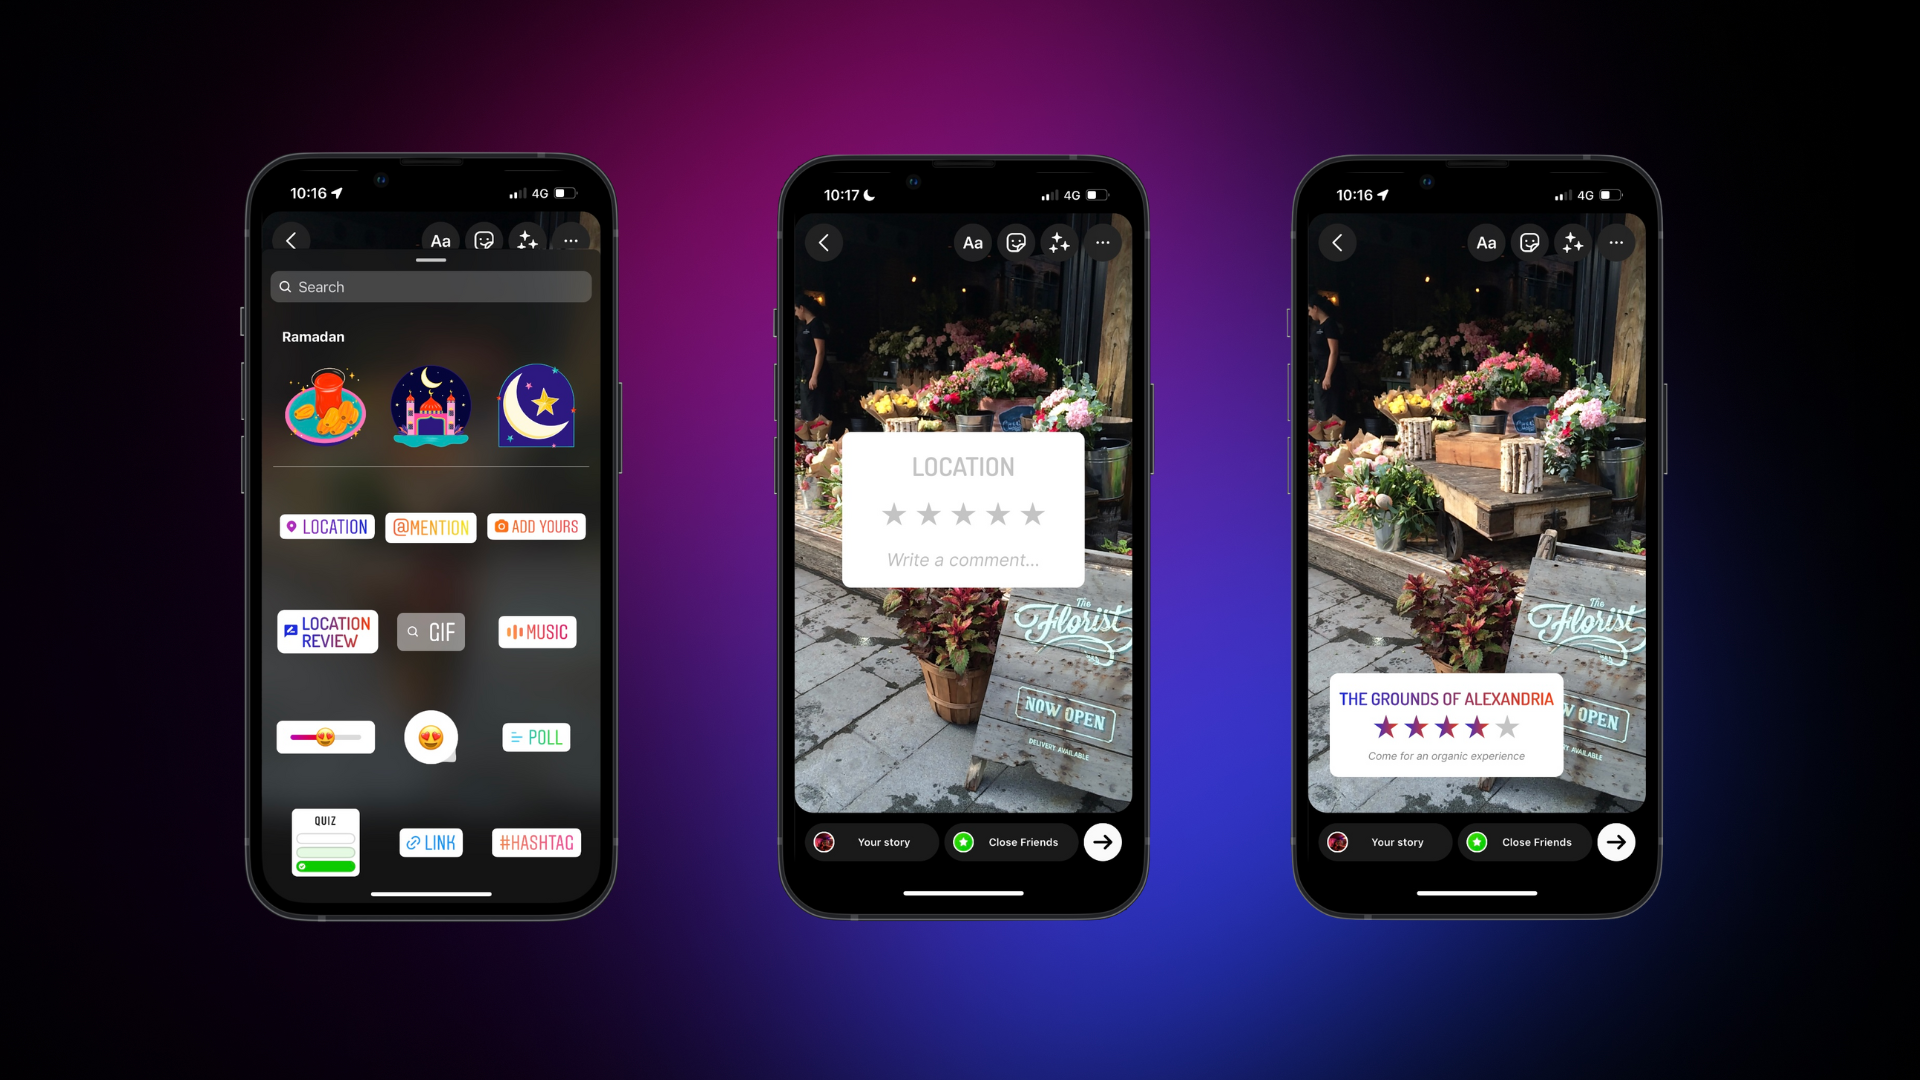 10:16
4G
Aa
Search
Ramadan
LOCATION
@MENTION
ADD YOURS
LOCATION
REVIEW
GIF
MUSIC
POLL
QUIZ
LINK
#HASHTAG
10:17
4G
Aa
LOCATION
Write a comment...
The
Florist
NOW OPEN
DELIVERY AVAILABLE
Your story
Close Friends
10:16
4G
Aa
The
Florist
THE GROUNDS OF ALEXANDRIA
Come for an organic experience
OPEN
AVAILABLE
Your story
Close Friends